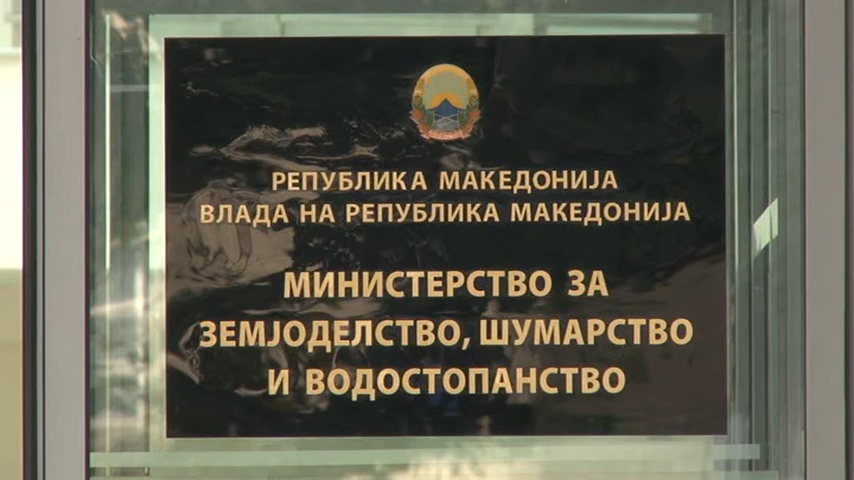 РЕПУБЛИКА МАКЕДОНИЈА
ВЛАДА НА РЕПУБЛИКА МАКЕДОНИЈА
МИНИСТЕРСТВО ЗА
ЗЕМЈОДЕЛСТВО, ШУМАРСТВО
И ВОДОСТОПАНСТВО